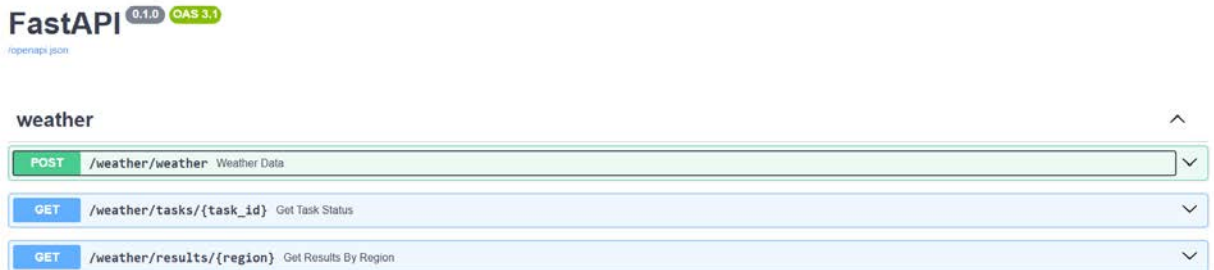 FastAPI 0.1.0 OAS 3.1
/openapi.json
weather
POST /weather/weather Weather Data
GET /weather/tasks/{task_id} Get Task Status
GET /weather/results/{region} Get Results By Region